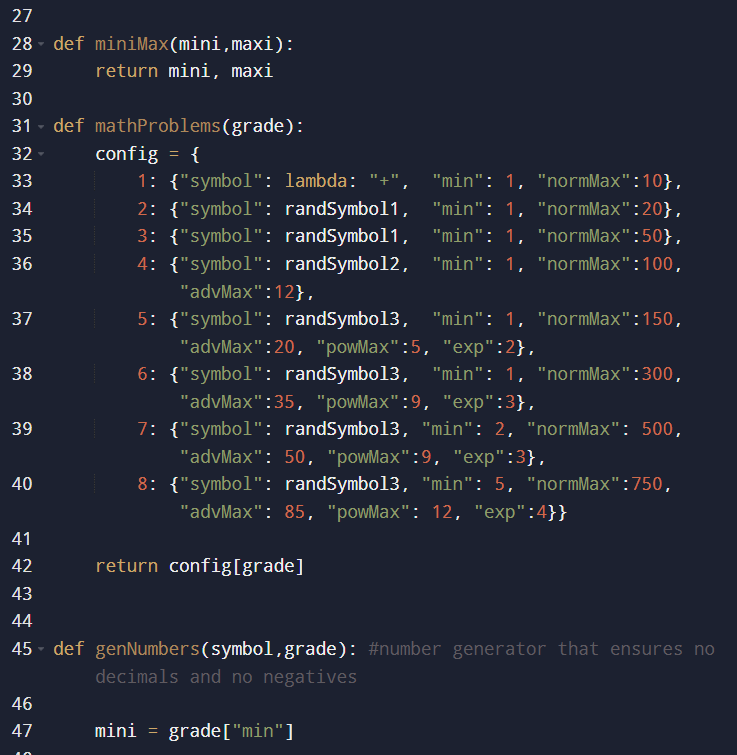 27
28 def miniMax(mini,maxi):
29     return mini, maxi
30
31 def mathProblems(grade):
32     config = {
33         1: {"symbol": lambda: "+",  "min": 1, "normMax":10},
34         2: {"symbol": randSymbol1,  "min": 1, "normMax":20},
35         3: {"symbol": randSymbol1,  "min": 1, "normMax":50},
36         4: {"symbol": randSymbol2,  "min": 1, "normMax":100,
            "advMax":12},
37         5: {"symbol": randSymbol3,  "min": 1, "normMax":150,
            "advMax":20, "powMax":5, "exp":2},
38         6: {"symbol": randSymbol3,  "min": 1, "normMax":300,
            "advMax":35, "powMax":9, "exp":3},
39         7: {"symbol": randSymbol3, "min": 2, "normMax": 500,
            "advMax": 50, "powMax":9, "exp":3},
40         8: {"symbol": randSymbol3, "min": 5, "normMax":750,
            "advMax": 85, "powMax": 12, "exp":4}}
41
42     return config[grade]
43
44
45 def genNumbers(symbol,grade): #number generator that ensures no
    decimals and no negatives
46
47     mini = grade["min"]